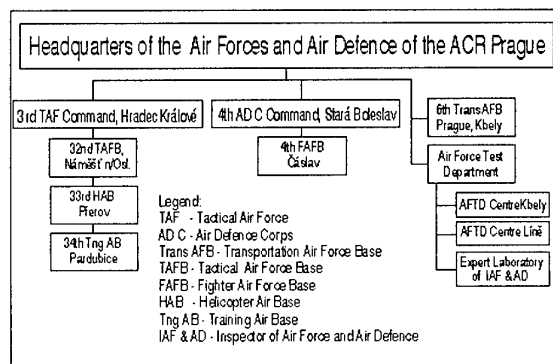 Headquarters of the Air Forces and Air Defence of the ACR Prague
3rd TAF Command, Hradec Králové
32nd TAFB,
Náměšť n/Osl.
33rd HAB
Přerov
34th Tng AB
Pardubice
4th AD C Command, Stará Boleslav
4th FAFB
Čáslav
6th Trans AFB
Prague, Kbely
Air Force Test
Department
AFTD Centre Kbely
AFTD Centre Líně
Expert Laboratory
of IAF & AD
Legend:
TAF - Tactical Air Force
AD C - Air Defence Corps
Trans AFB - Transportation Air Force Base
TAFB - Tactical Air Force Base
FAFB - Fighter Air Force Base
HAB - Helicopter Air Base
Tng AB - Training Air Base
IAF & AD - Inspector of Air Force and Air Defence